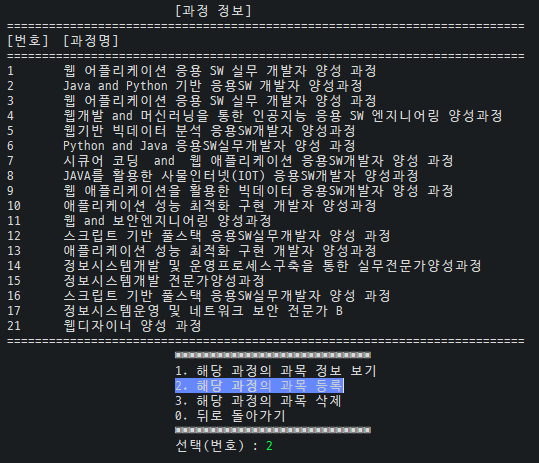 [과정 정보]
[번호] [과정명]
1 웹 어플리케이션 응용 SW 실무 개발자 양성 과정
2 Java and Python 기반 응용SW 개발자 양성과정
3 웹 어플리케이션 응용 SW 실무 개발자 양성 과정
4 웹개발 and 머신러닝을 통한 인공지능 응용 SW 엔지니어링 양성과정
5 웹기반 빅데이터 분석 응용SW개발자 양성과정
6 Python and Java 응용SW실무개발자 양성 과정
7 시큐어 코딩 and 웹 애플리케이션 응용SW개발자 양성 과정
8 JAVA를 활용한 사물인터넷(IOT) 응용SW개발자 양성과정
9 웹 애플리케이션을 활용한 빅데이터 응용SW개발자 양성과정
10 애플리케이션 성능 최적화 구현 개발자 양성과정
11 웹 and 보안엔지니어링 양성과정
12 스크립트 기반 풀스택 응용SW실무개발자 양성 과정
13 애플리케이션 성능 최적화 구현 개발자 양성과정
14 정보시스템개발 및 운영프로세스구축을 통한 실무전문가양성과정
15 정보시스템개발 전문가양성과정
16 스크립트 기반 풀스택 응용SW실무개발자 양성 과정
17 정보시스템운영 및 네트워크 보안 전문가 B
21 웹디자이너 양성 과정
1. 해당 과정의 과목 정보 보기
2. 해당 과정의 과목 등록
3. 해당 과정의 과목 삭제
0. 뒤로 돌아가기
선택(번호) : 2